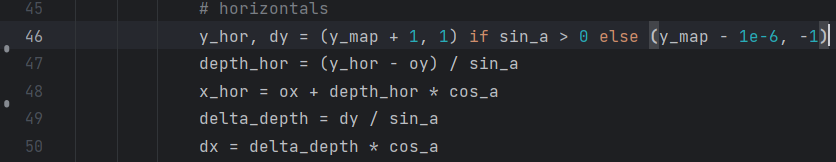 45 # horizontals
46 y_hor, dy = (y_map + 1, 1) if sin_a > 0 else (y_map - 1e-6, -1)
47 depth_hor = (y_hor - oy) / sin_a
48 x_hor = ox + depth_hor * cos_a
49 delta_depth = dy / sin_a
50 dx = delta_depth * cos_a